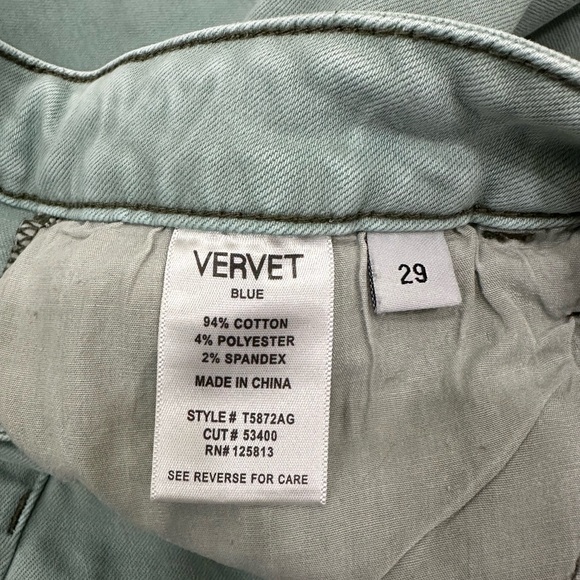 VERVET
BLUE
94% COTTON
4% POLYESTER
2% SPANDEX
MADE IN CHINA
STYLE# T5872AG
CUT# 53400
RN# 125813
SEE REVERSE FOR CARE
29